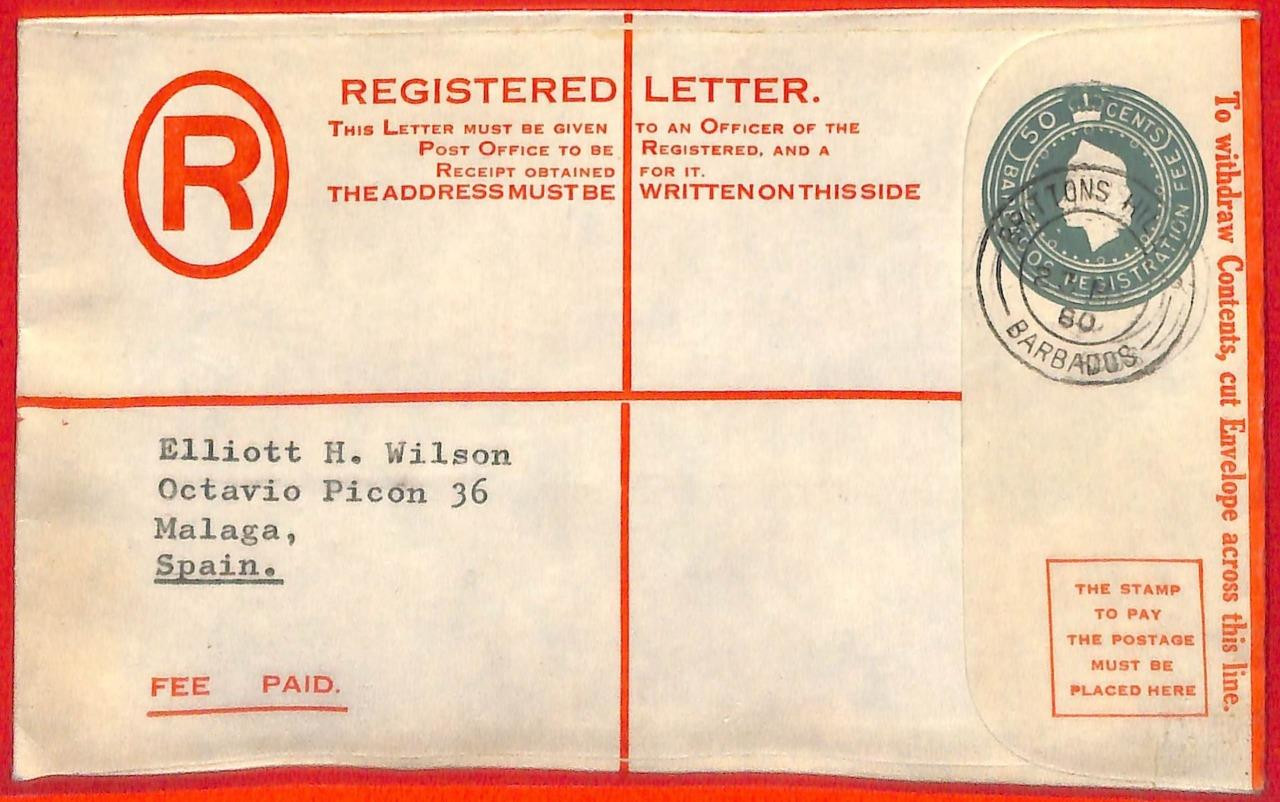 R
REGISTERED LETTER.
THIS LETTER MUST BE GIVEN TO AN OFFICER OF THE
POST OFFICE TO BE REGISTERED, AND A
RECEIPT OBTAINED FOR IT.
THE ADDRESS MUST BE WRITTEN ON THIS SIDE
50 CENTS
REGISTRATION FEE
BRITTONS
60
BARBADOS
To withdraw Contents, cut Envelope across this line.
Elliott H. Wilson
Octavio Picon 36
Malaga,
Spain.
FEE PAID.
THE STAMP
TO PAY
THE POSTAGE
MUST BE
PLACED HERE